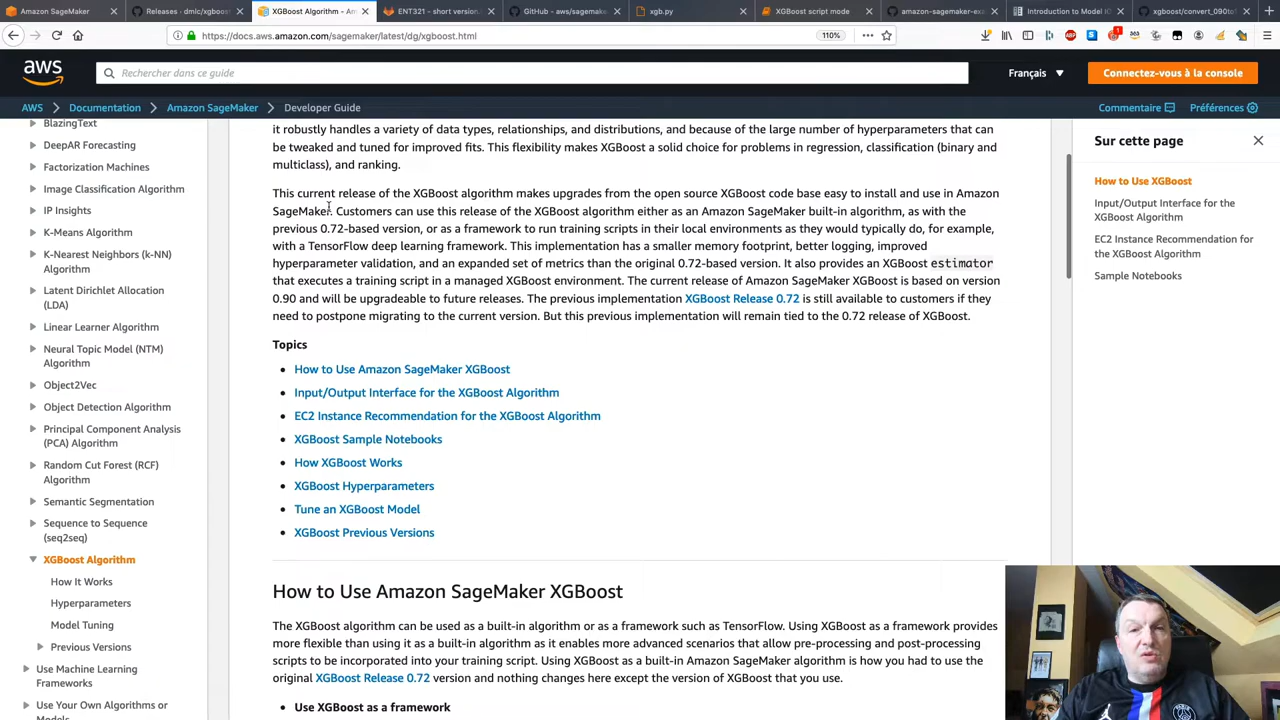 Amazon SageMaker
Releases · dmlc/xgboost
XGBoost Algorithm - Am
ENT321 - short version.
GitHub - aws/sagemake
xgb.py
XGBoost script mode
amazon-sagemaker-exa
Introduction to Model IO
xgboost/convert_090to
https://docs.aws.amazon.com/sagemaker/latest/dg/xgboost.html
110%
aws
Rechercher dans ce guide
Français
Connectez-vous à la console
AWS
Documentation
Amazon SageMaker
Developer Guide
Commentaire
Préférences
BlazingText
DeepAR Forecasting
Factorization Machines
Image Classification Algorithm
IP Insights
K-Means Algorithm
K-Nearest Neighbors (k-NN)
Algorithm
Latent Dirichlet Allocation
(LDA)
Linear Learner Algorithm
Neural Topic Model (NTM)
Algorithm
Object2Vec
Object Detection Algorithm
Principal Component Analysis
(PCA) Algorithm
Random Cut Forest (RCF)
Algorithm
Semantic Segmentation
Sequence to Sequence
(seq2seq)
XGBoost Algorithm
How It Works
Hyperparameters
Model Tuning
Previous Versions
Use Machine Learning
Frameworks
Use Your Own Algorithms or
Models
it robustly handles a variety of data types, relationships, and distributions, and because of the large number of hyperparameters that can
be tweaked and tuned for improved fits. This flexibility makes XGBoost a solid choice for problems in regression, classification (binary and
multiclass), and ranking.
This current release of the XGBoost algorithm makes upgrades from the open source XGBoost code base easy to install and use in Amazon
SageMaker. Customers can use this release of the XGBoost algorithm either as an Amazon SageMaker built-in algorithm, as with the
previous 0.72-based version, or as a framework to run training scripts in their local environments as they would typically do, for example,
with a TensorFlow deep learning framework. This implementation has a smaller memory footprint, better logging, improved
hyperparameter validation, and an expanded set of metrics than the original 0.72-based version. It also provides an XGBoost estimator
that executes a training script in a managed XGBoost environment. The current release of Amazon SageMaker XGBoost is based on version
0.90 and will be upgradeable to future releases. The previous implementation XGBoost Release 0.72 is still available to customers if they
need to postpone migrating to the current version. But this previous implementation will remain tied to the 0.72 release of XGBoost.
Topics
How to Use Amazon SageMaker XGBoost
Input/Output Interface for the XGBoost Algorithm
EC2 Instance Recommendation for the XGBoost Algorithm
XGBoost Sample Notebooks
How XGBoost Works
XGBoost Hyperparameters
Tune an XGBoost Model
XGBoost Previous Versions
How to Use Amazon SageMaker XGBoost
The XGBoost algorithm can be used as a built-in algorithm or as a framework such as TensorFlow. Using XGBoost as a framework provides
more flexible than using it as a built-in algorithm as it enables more advanced scenarios that allow pre-processing and post-processing
scripts to be incorporated into your training script. Using XGBoost as a built-in Amazon SageMaker algorithm is how you had to use the
original XGBoost Release 0.72 version and nothing changes here except the version of XGBoost that you use.
Use XGBoost as a framework
Sur cette page
How to Use XGBoost
Input/Output Interface for the
XGBoost Algorithm
EC2 Instance Recommendation for
the XGBoost Algorithm
Sample Notebooks